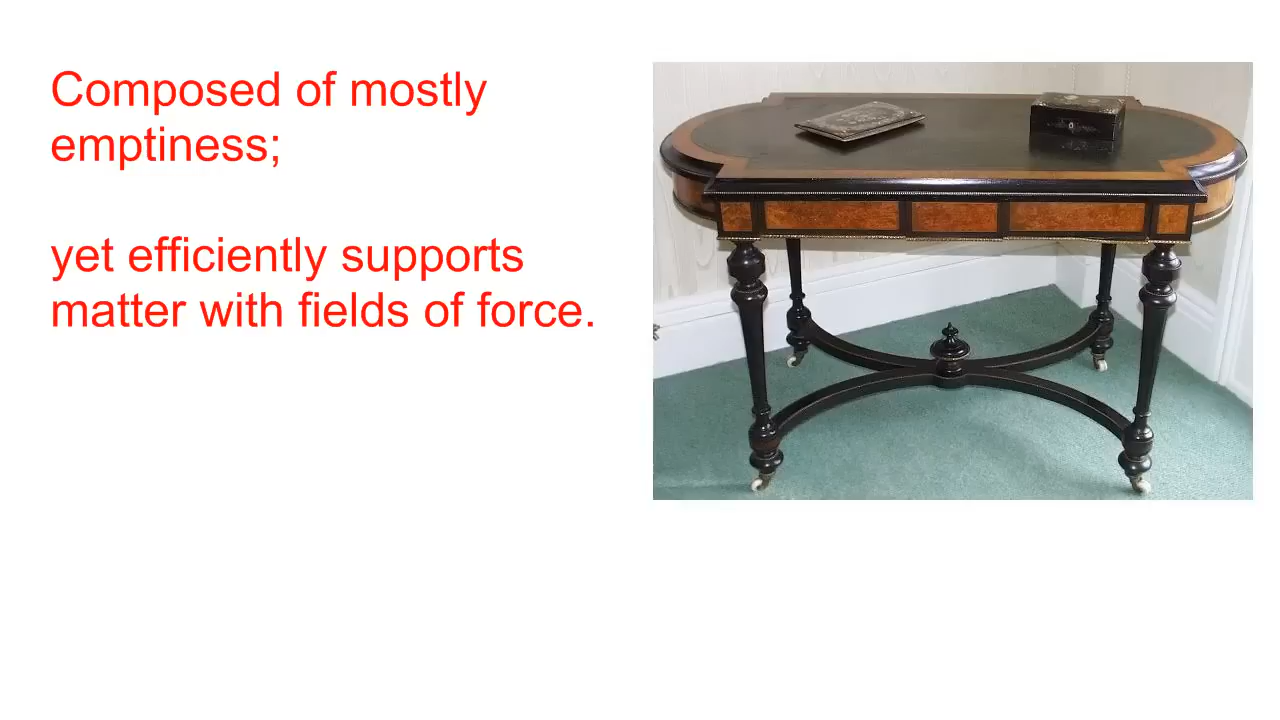 Composed of mostly
emptiness;
yet efficiently supports
matter with fields of force.